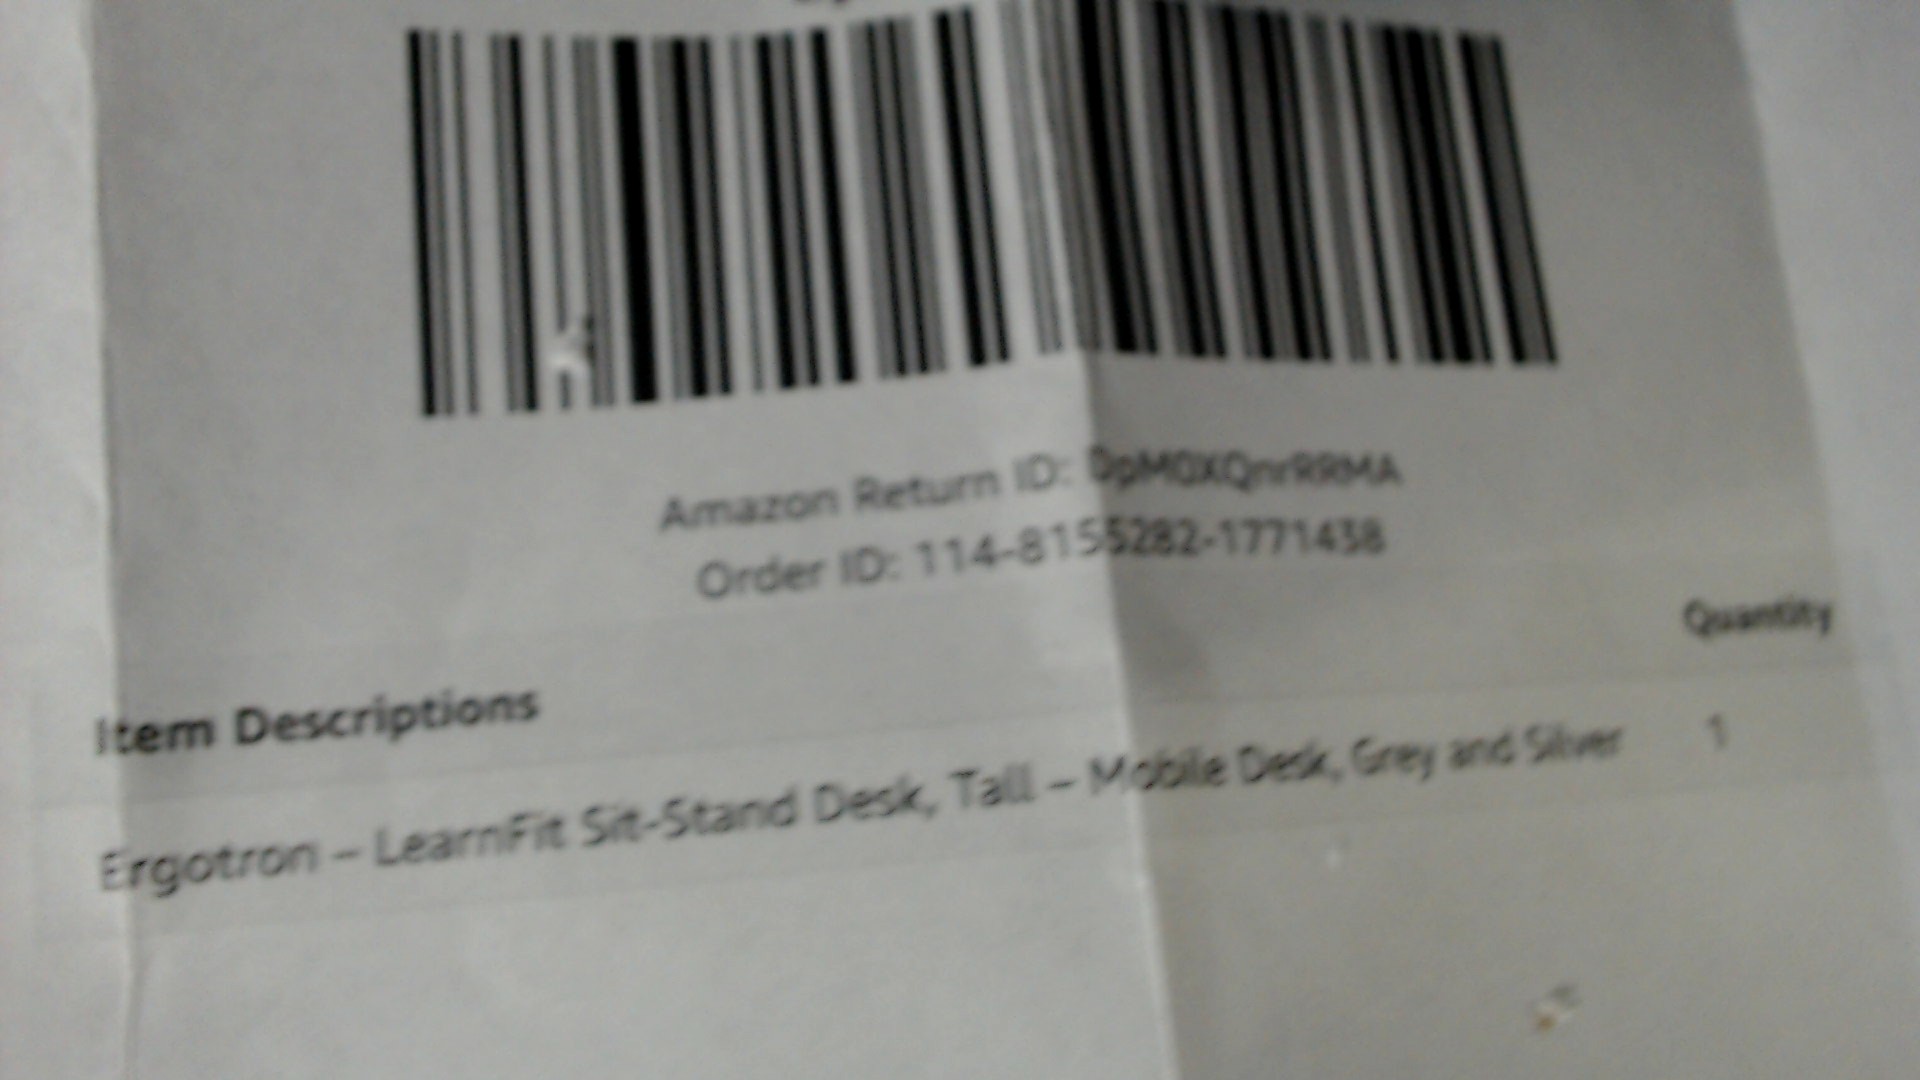 Amazon Return ID: DpM0XQnrRRMA
Order ID: 114-8155282-1771438
Quantity
Item Descriptions
Ergotron – LearnFit Sit-Stand Desk, Tall – Mobile Desk, Grey and Silver 1